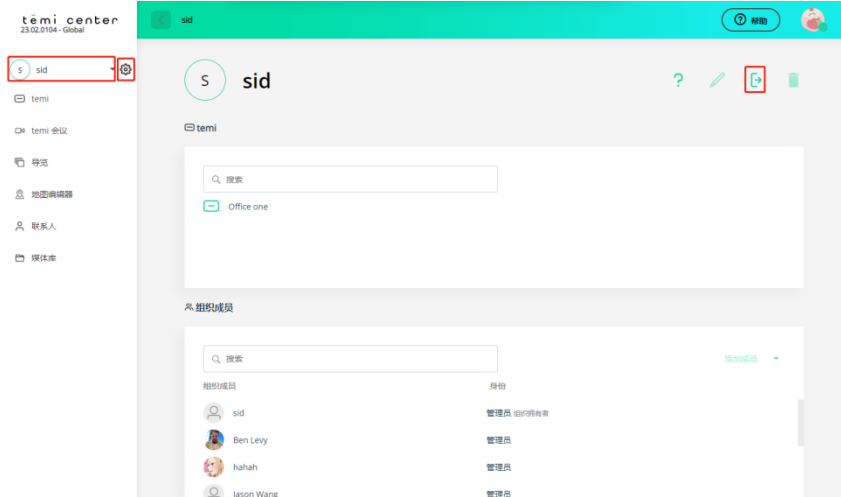 tēmi center
23.02.0104 - Global
sid
帮助
S sid
temi
temi 会议
导览
地图编辑器
联系人
媒体库
S sid
?
temi
搜索
Office one
组织成员
搜索
添加成员
组织成员 身份
sid 管理员 组织拥有者
Ben Levy 管理员
hahah 管理员
Jason Wang 管理员